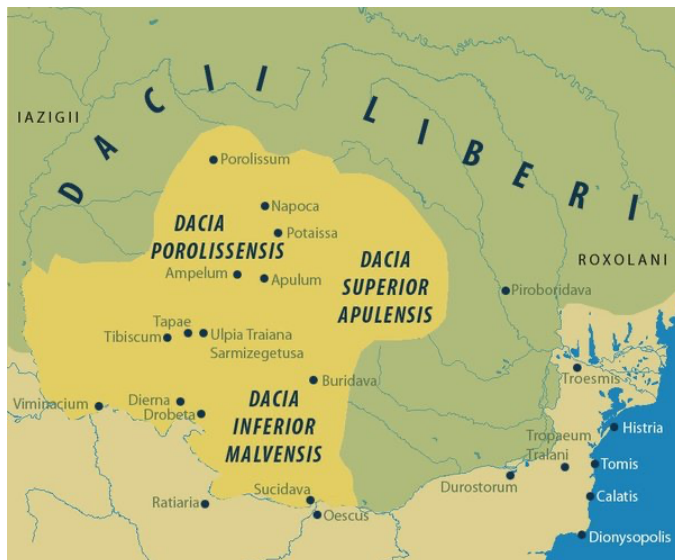 DACII LIBERI
IAZIGII
Porolissum
Napoca
DACIA
POROLISSENSIS
Potaissa
DACIA
SUPERIOR
APULENSIS
ROXOLANI
Ampelum
Apulum
Piroboridava
Tapae
Tibiscum
Ulpia Traiana
Sarmizegetusa
Troesmis
Buridava
Viminacium
Dierna
Drobeta
DACIA
INFERIOR
MALVENSIS
Histria
Tropaeum
Tralani
Tomis
Durostorum
Sucidava
Ratiaria
Calatis
Oescus
Dionysopolis